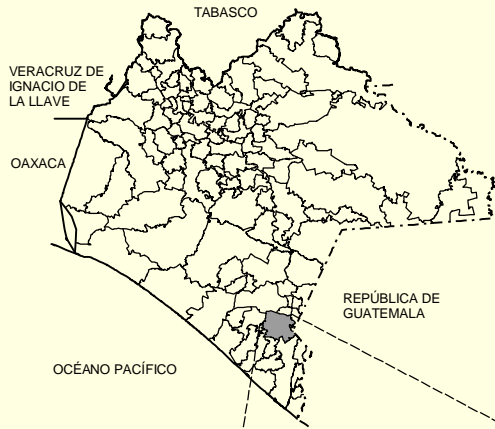 TABASCO
VERACRUZ DE
IGNACIO DE
LA LLAVE
OAXACA
REPÚBLICA DE
GUATEMALA
OCÉANO PACÍFICO